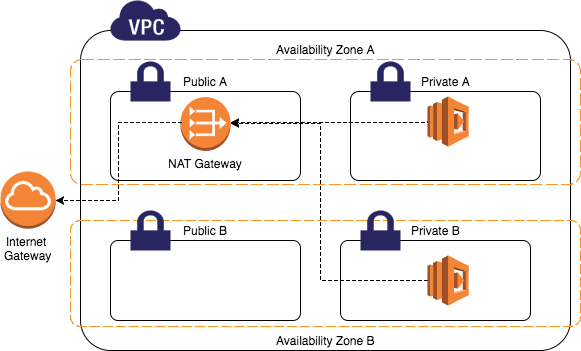 VPC
Availability Zone A
Public A
Private A
NAT Gateway
Internet
Gateway
Public B
Private B
Availability Zone B